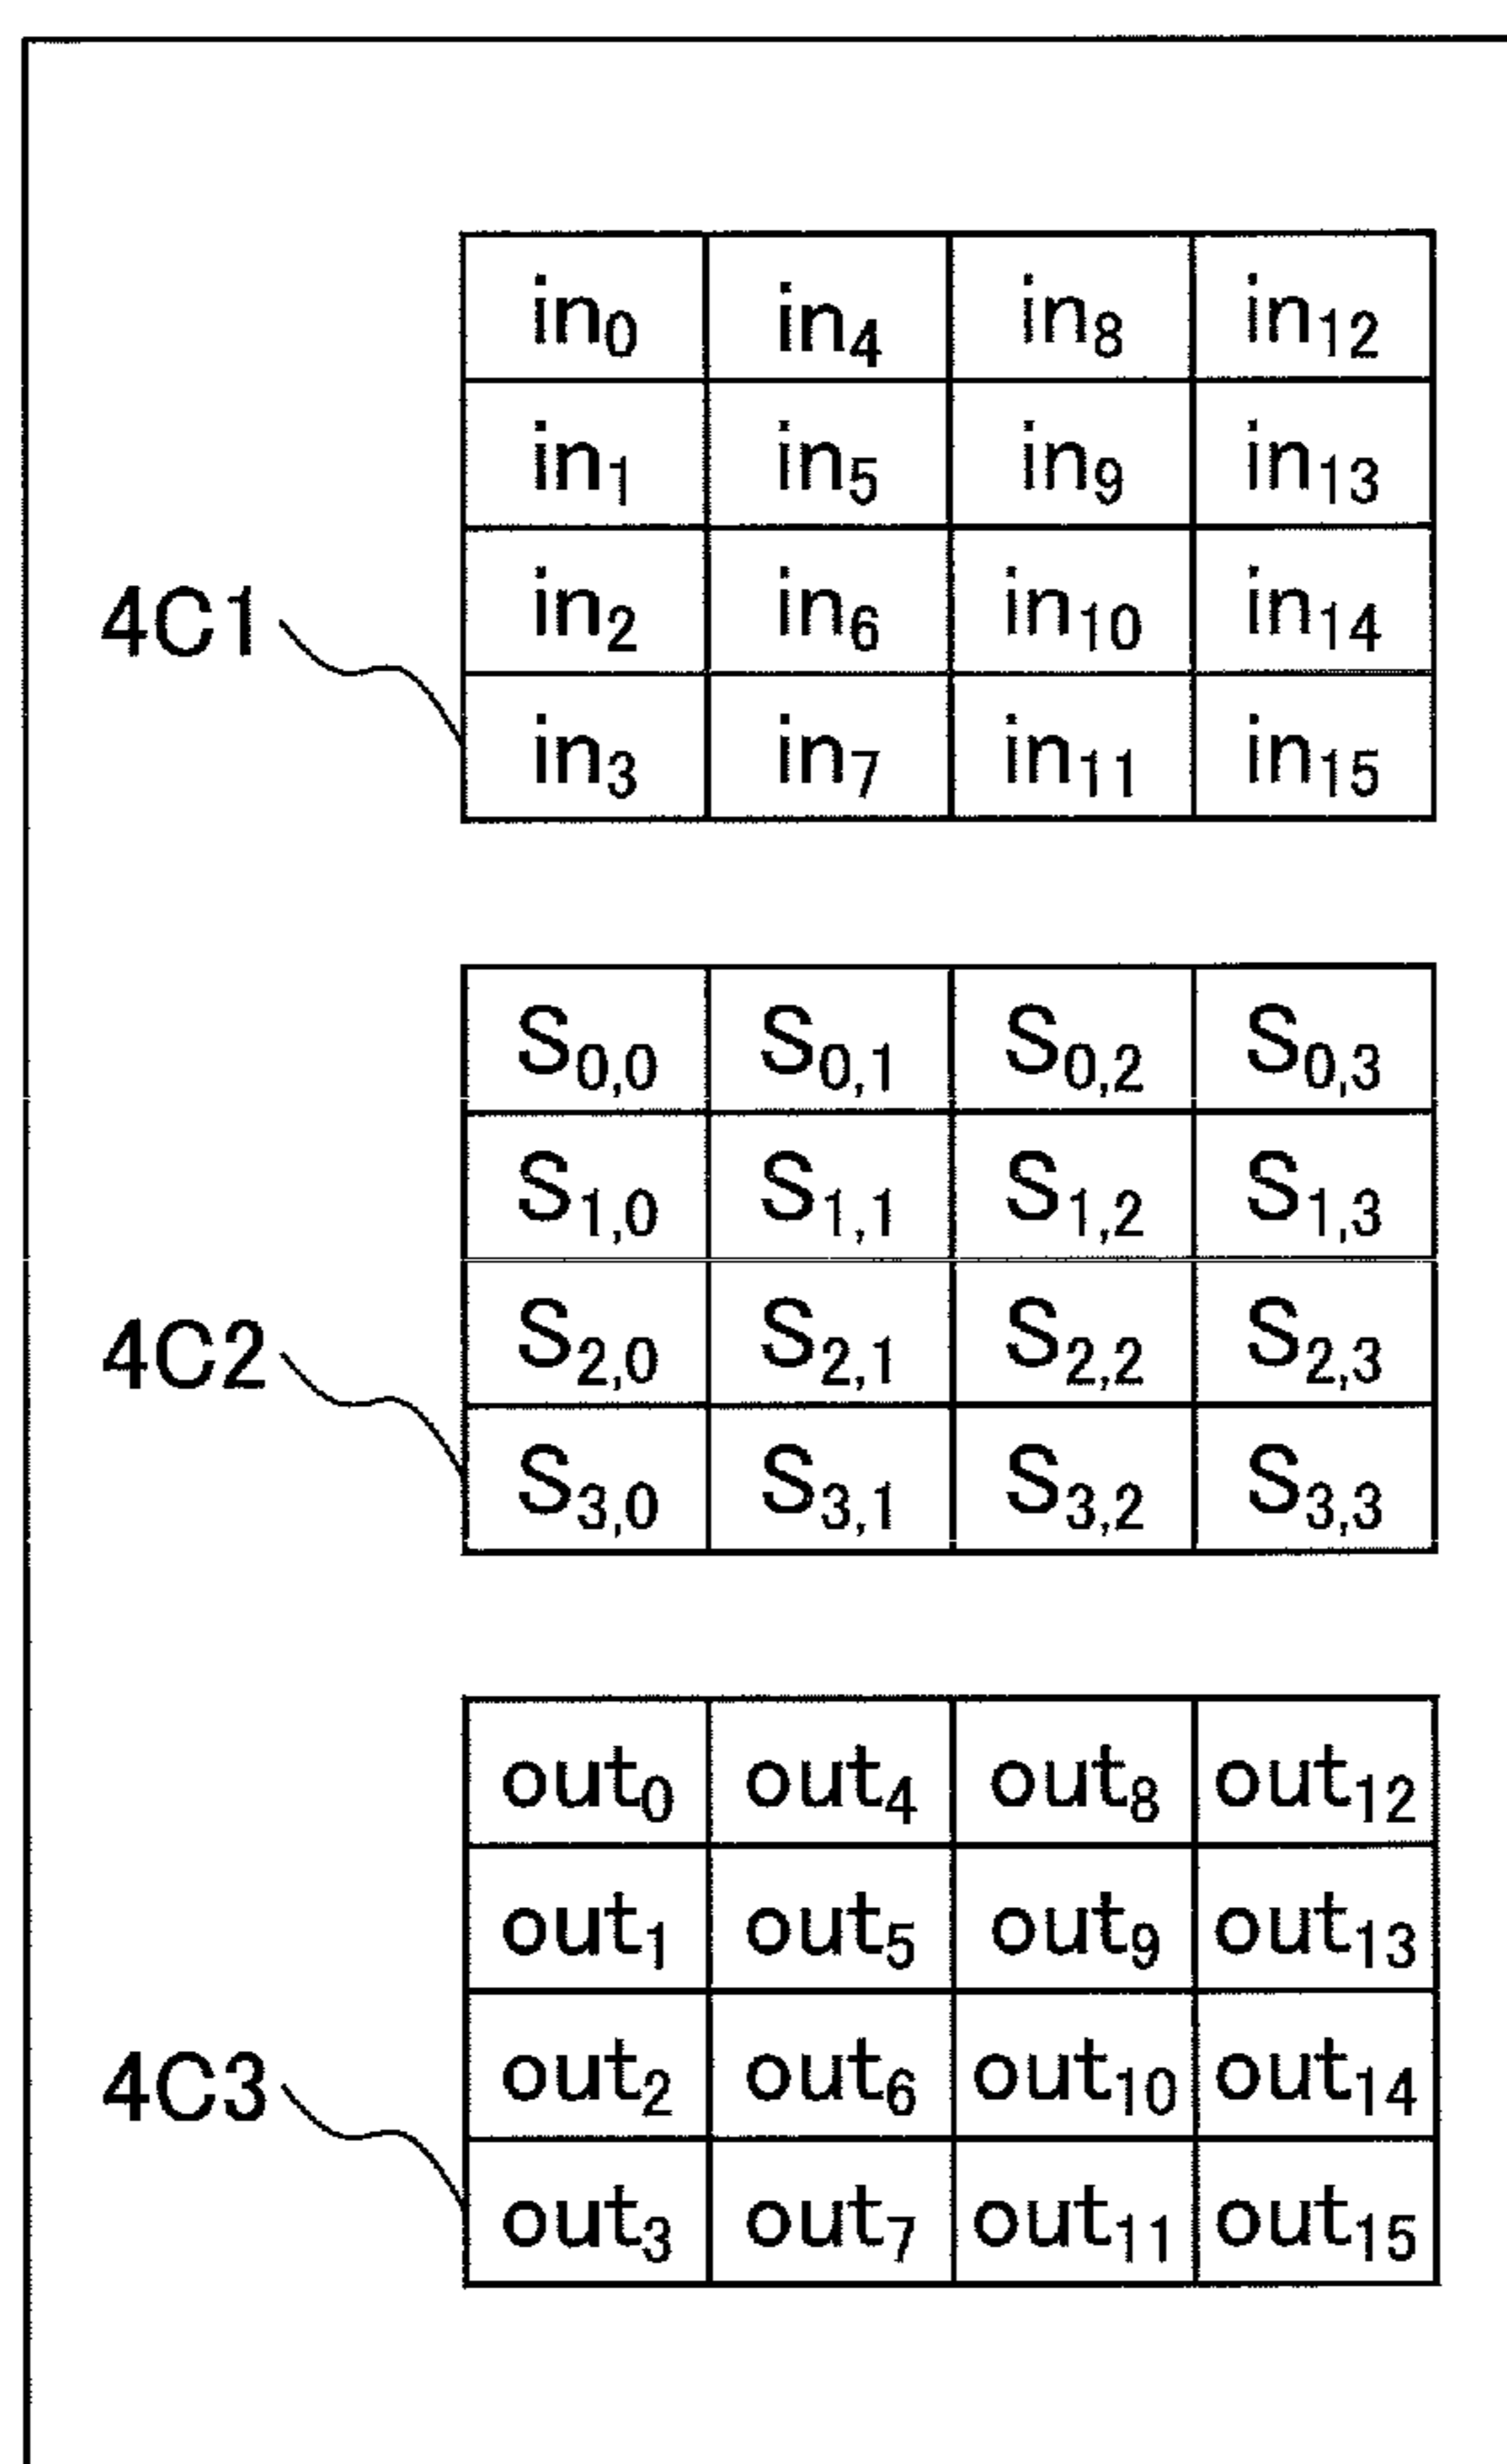 in0 in4 in8 in12
in1 in5 in9 in13
4C1 in2 in6 in10 in14
in3 in7 in11 in15
S0,0 S0,1 S0,2 S0,3
S1,0 S1,1 S1,2 S1,3
4C2 S2,0 S2,1 S2,2 S2,3
S3,0 S3,1 S3,2 S3,3
out0 out4 out8 out12
out1 out5 out9 out13
4C3 out2 out6 out10 out14
out3 out7 out11 out15